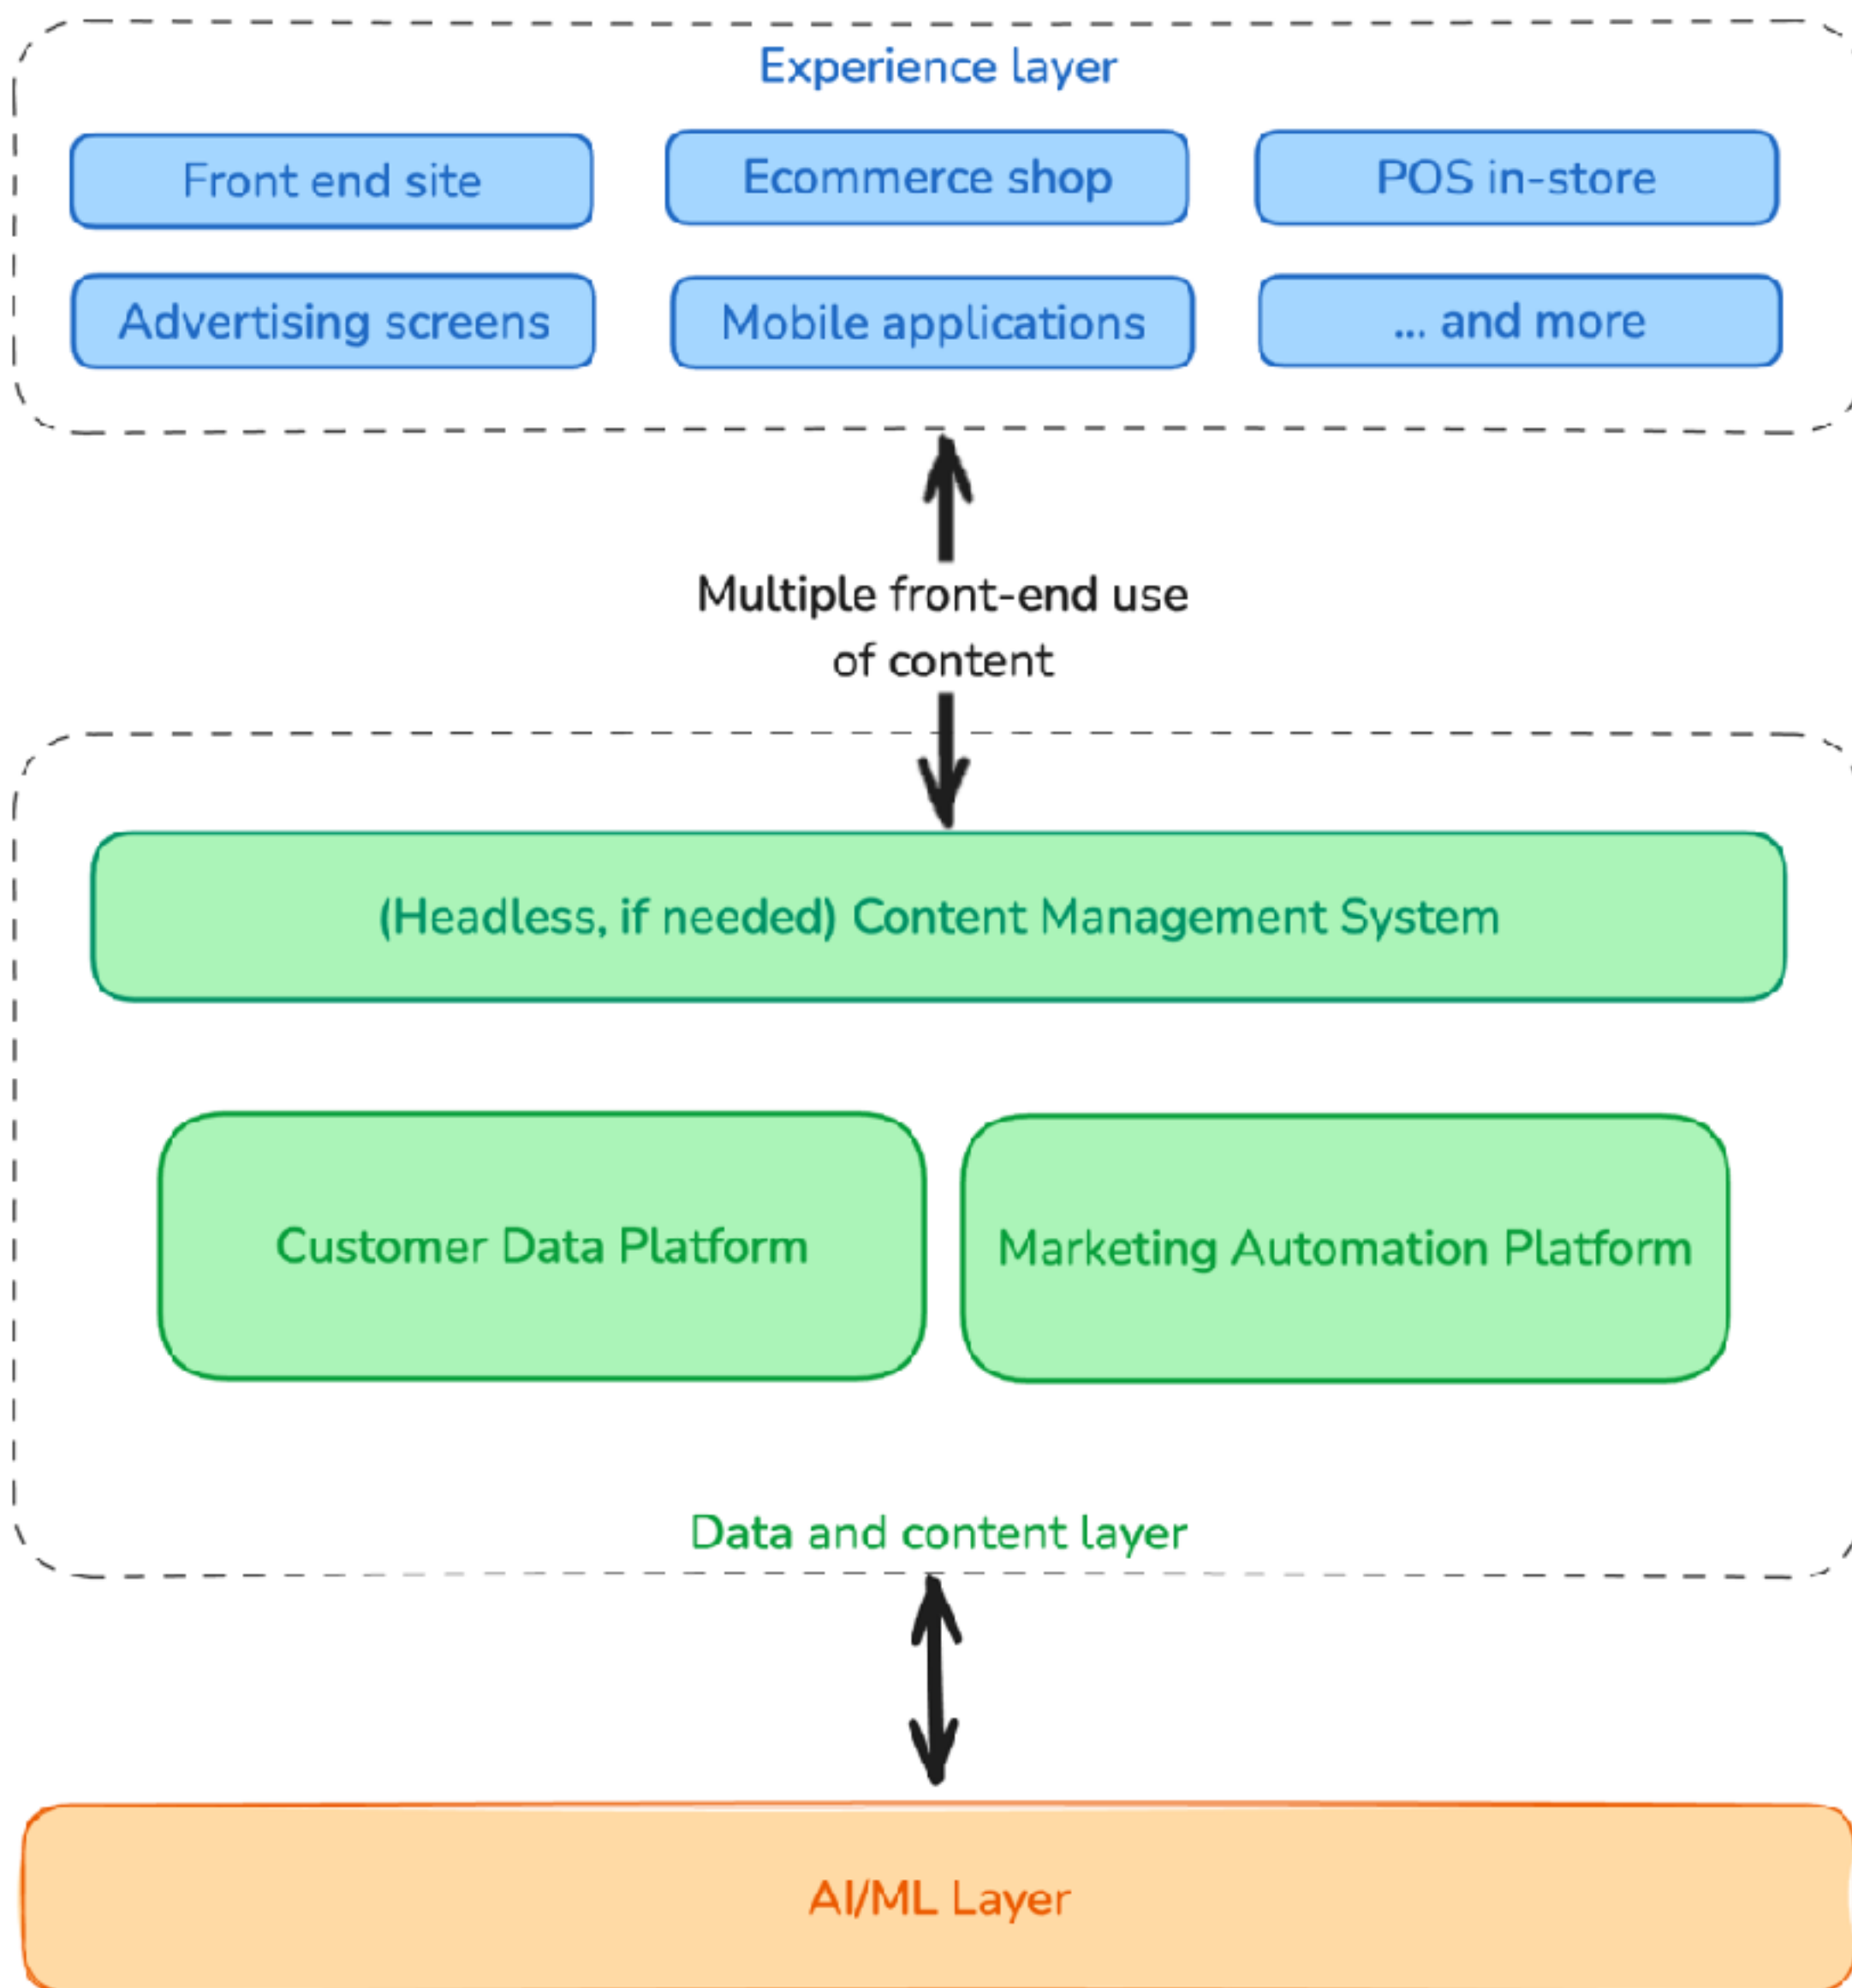 Experience layer
Front end site
Ecommerce shop
POS in-store
Advertising screens
Mobile applications
... and more
Multiple front-end use
of content
(Headless, if needed) Content Management System
Customer Data Platform
Marketing Automation Platform
Data and content layer
AI/ML Layer